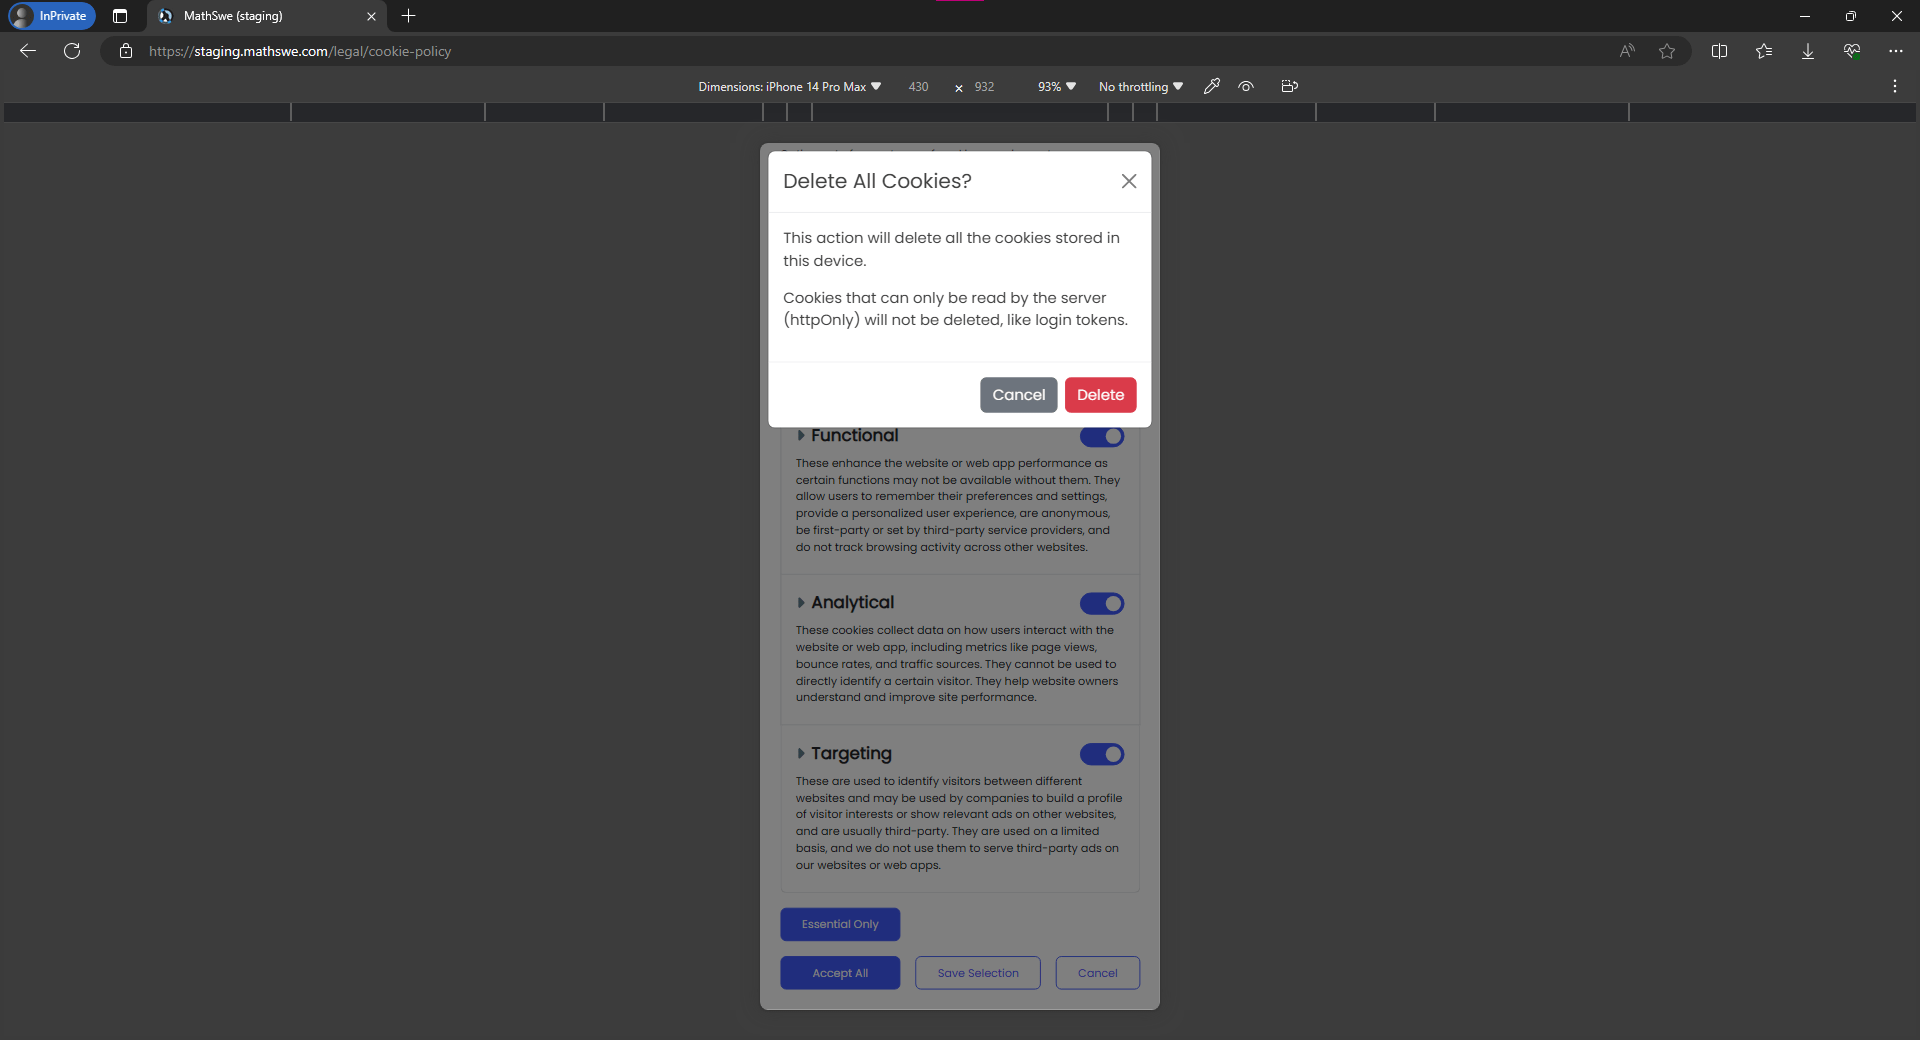 InPrivate
MathSwe (staging)
https://staging.mathswe.com/legal/cookie-policy
Dimensions: iPhone 14 Pro Max 430 × 932 93% No throttling
Delete All Cookies?
This action will delete all the cookies stored in
this device.
Cookies that can only be read by the server
(httpOnly) will not be deleted, like login tokens.
Cancel Delete
Functional
These enhance the website or web app performance as
certain functions may not be available without them. They
allow users to remember their preferences and settings,
provide a personalized user experience, are anonymous,
be first-party or set by third-party service providers, and
do not track browsing activity across other websites.
Analytical
These cookies collect data on how users interact with the
website or web app, including metrics like page views,
bounce rates, and traffic sources. They cannot be used to
directly identify a certain visitor. They help website owners
understand and improve site performance.
Targeting
These are used to identify visitors between different
websites and may be used by companies to build a profile
of visitor interests or show relevant ads on other websites,
and are usually third-party. They are used on a limited
basis, and we do not use them to serve third-party ads on
our websites or web apps.
Essential Only
Accept All Save Selection Cancel